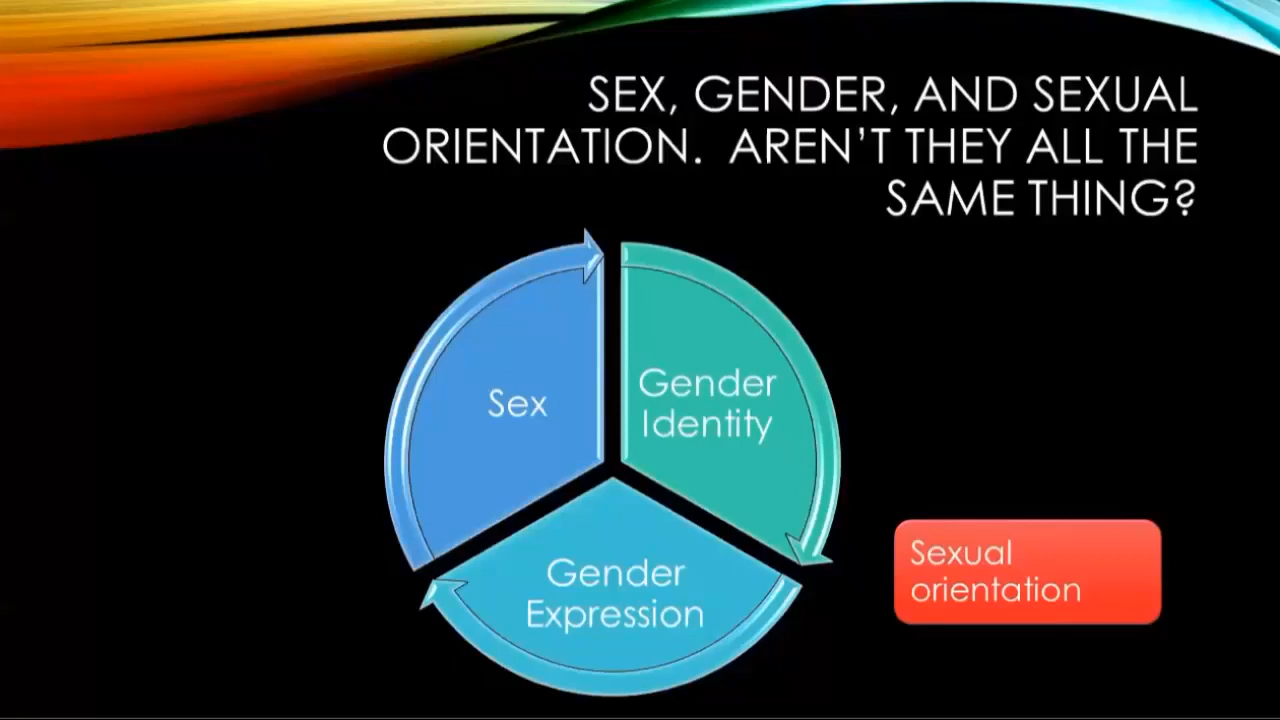 SEX, GENDER, AND SEXUAL
ORIENTATION. AREN'T THEY ALL THE
SAME THING?
Sex
Gender
Identity
Gender
Expression
Sexual
orientation